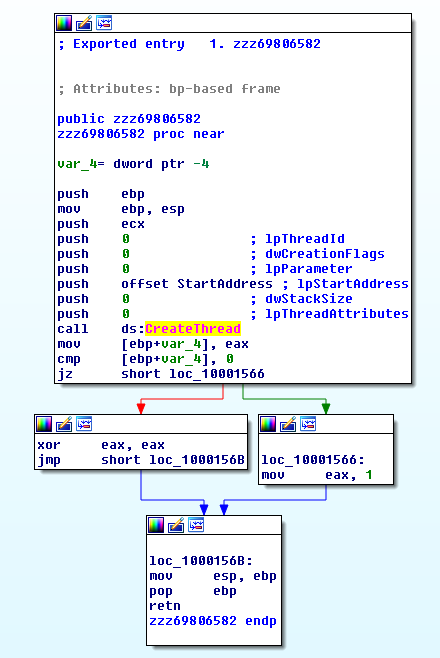 ; Exported entry   1. zzz69806582
; Attributes: bp-based frame
public zzz69806582
zzz69806582 proc near
var_4= dword ptr -4
push    ebp
mov     ebp, esp
push    ecx
push    0               ; lpThreadId
push    0               ; dwCreationFlags
push    0               ; lpParameter
push    offset StartAddress ; lpStartAddress
push    0               ; dwStackSize
push    0               ; lpThreadAttributes
call    ds:CreateThread
mov     [ebp+var_4], eax
cmp     [ebp+var_4], 0
jz      short loc_10001566
xor     eax, eax
jmp     short loc_1000156B
loc_10001566:
mov     eax, 1
loc_1000156B:
mov     esp, ebp
pop     ebp
retn
zzz69806582 endp